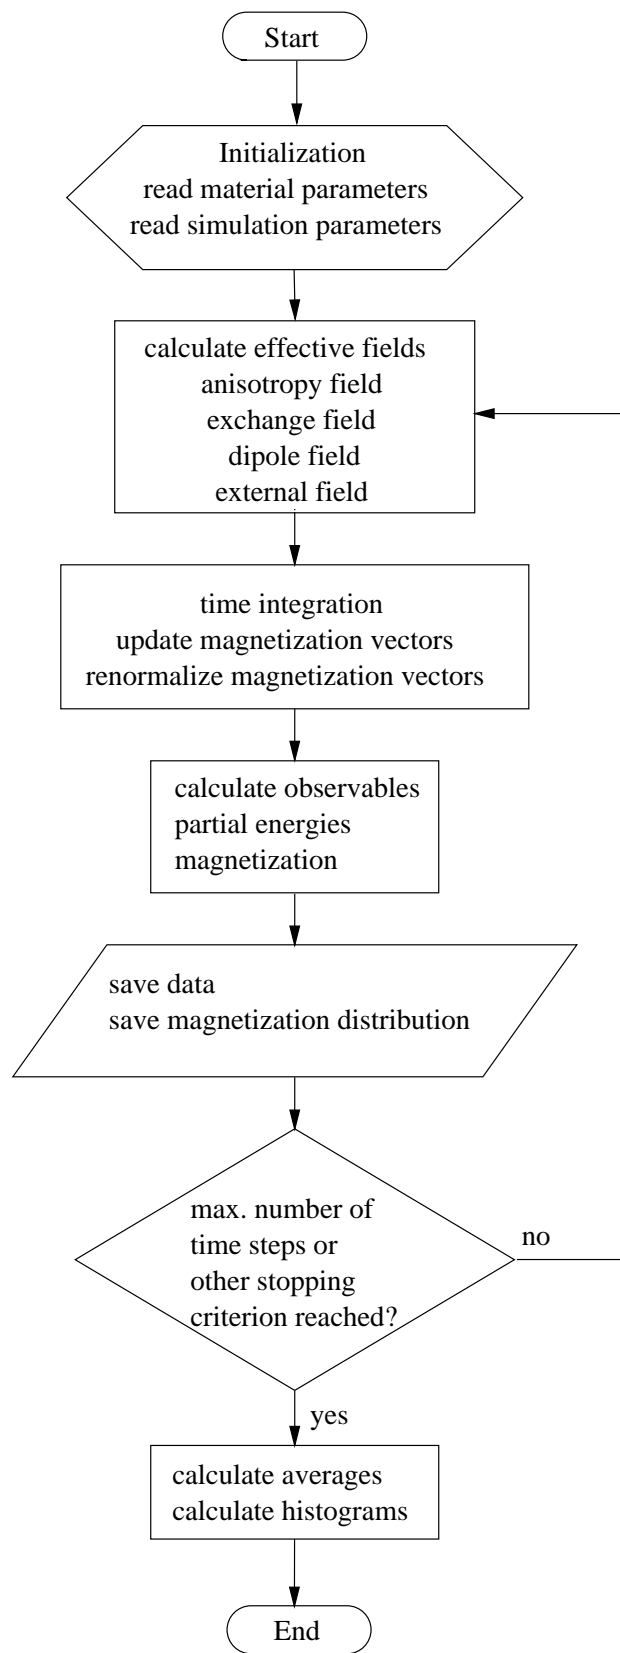 Start
Initialization
read material parameters
read simulation parameters
calculate effective fields
anisotropy field
exchange field
dipole field
external field
time integration
update magnetization vectors
renormalize magnetization vectors
calculate observables
partial energies
magnetization
save data
save magnetization distribution
max. number of
time steps or
other stopping
criterion reached?
no
yes
calculate averages
calculate histograms
End